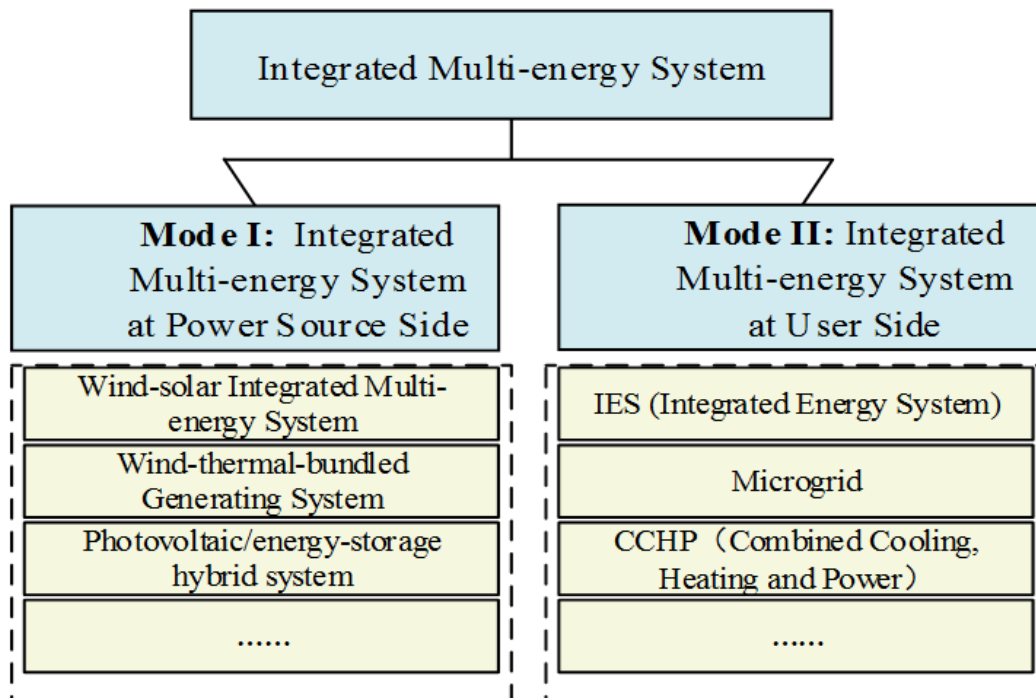 Integrated Multi-energy System
Mode I: Integrated
Multi-energy System
at Power Source Side
Wind-solar Integrated Multi-
energy System
Wind-thermal-bundled
Generating System
Photovoltaic/energy-storage
hybrid system
......
Mode II: Integrated
Multi-energy System
at User Side
IES (Integrated Energy System)
Microgrid
CCHP（Combined Cooling,
Heating and Power）
......